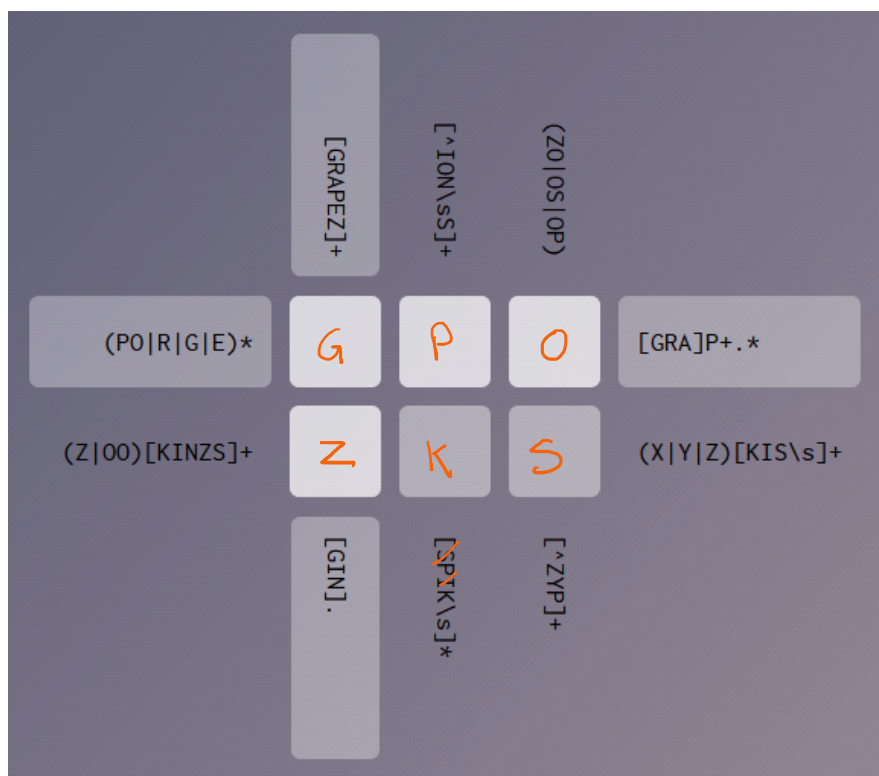 [GRAPEZ]+ [^ION\sS]+ (ZO|OS|OP)
(PO|R|G|E)* G P O [GRA]P+.*
(Z|OO)[KINZS]+ Z K S (X|Y|Z)[KIS\s]+
[GIN]. [SPIK\s]* [^ZYP]+